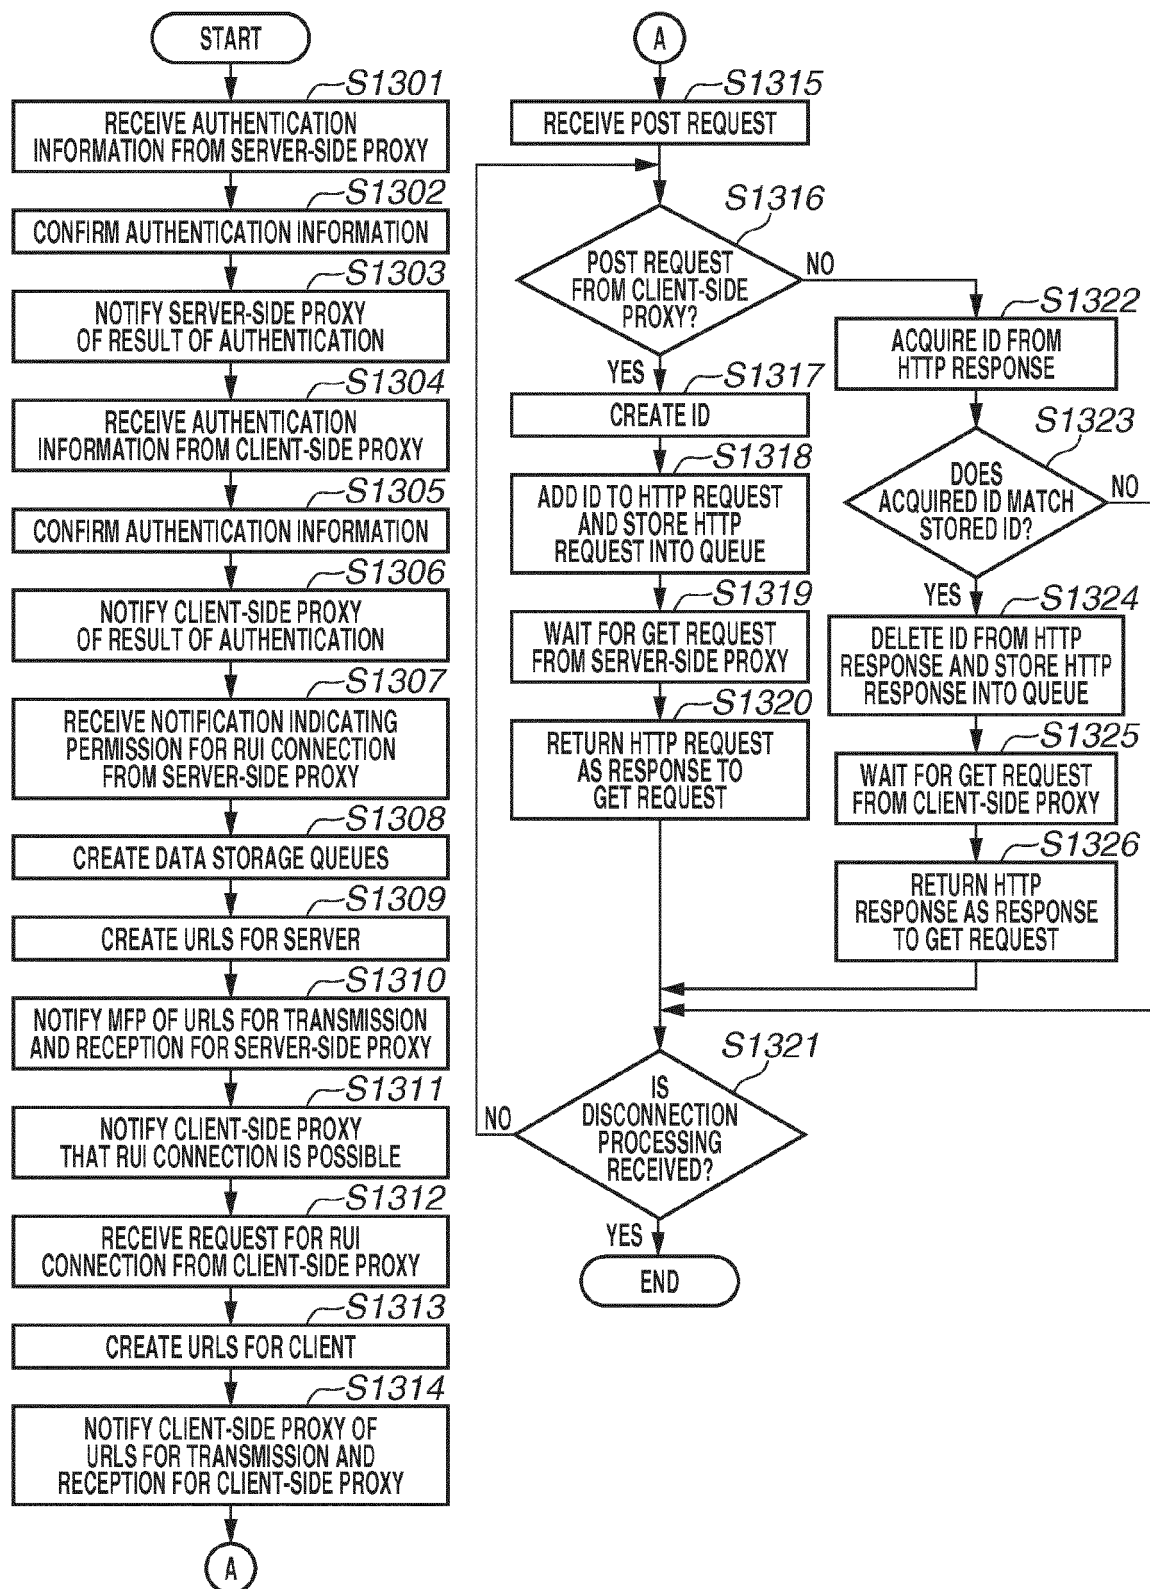 START
S1301
RECEIVE AUTHENTICATION
INFORMATION FROM SERVER-SIDE PROXY
S1302
CONFIRM AUTHENTICATION INFORMATION
S1303
NOTIFY SERVER-SIDE PROXY
OF RESULT OF AUTHENTICATION
S1304
RECEIVE AUTHENTICATION
INFORMATION FROM CLIENT-SIDE PROXY
S1305
CONFIRM AUTHENTICATION INFORMATION
S1306
NOTIFY CLIENT-SIDE PROXY
OF RESULT OF AUTHENTICATION
S1307
RECEIVE NOTIFICATION INDICATING
PERMISSION FOR RUI CONNECTION
FROM SERVER-SIDE PROXY
S1308
CREATE DATA STORAGE QUEUES
S1309
CREATE URLS FOR SERVER
S1310
NOTIFY MFP OF URLS FOR TRANSMISSION
AND RECEPTION FOR SERVER-SIDE PROXY
S1311
NOTIFY CLIENT-SIDE PROXY
THAT RUI CONNECTION IS POSSIBLE
S1312
RECEIVE REQUEST FOR RUI
CONNECTION FROM CLIENT-SIDE PROXY
S1313
CREATE URLS FOR CLIENT
S1314
NOTIFY CLIENT-SIDE PROXY OF
URLS FOR TRANSMISSION AND
RECEPTION FOR CLIENT-SIDE PROXY
A
A
S1315
RECEIVE POST REQUEST
S1316
POST REQUEST
FROM CLIENT-SIDE
PROXY?
NO
YES
S1317
CREATE ID
S1318
ADD ID TO HTTP REQUEST
AND STORE HTTP
REQUEST INTO QUEUE
S1319
WAIT FOR GET REQUEST
FROM SERVER-SIDE PROXY
S1320
RETURN HTTP REQUEST
AS RESPONSE TO
GET REQUEST
S1321
IS
DISCONNECTION
PROCESSING
RECEIVED?
NO
YES
END
S1322
ACQUIRE ID FROM
HTTP RESPONSE
S1323
DOES
ACQUIRED ID MATCH
STORED ID?
NO
YES
S1324
DELETE ID FROM HTTP
RESPONSE AND STORE HTTP
RESPONSE INTO QUEUE
S1325
WAIT FOR GET REQUEST
FROM CLIENT-SIDE PROXY
S1326
RETURN HTTP
RESPONSE AS RESPONSE
TO GET REQUEST